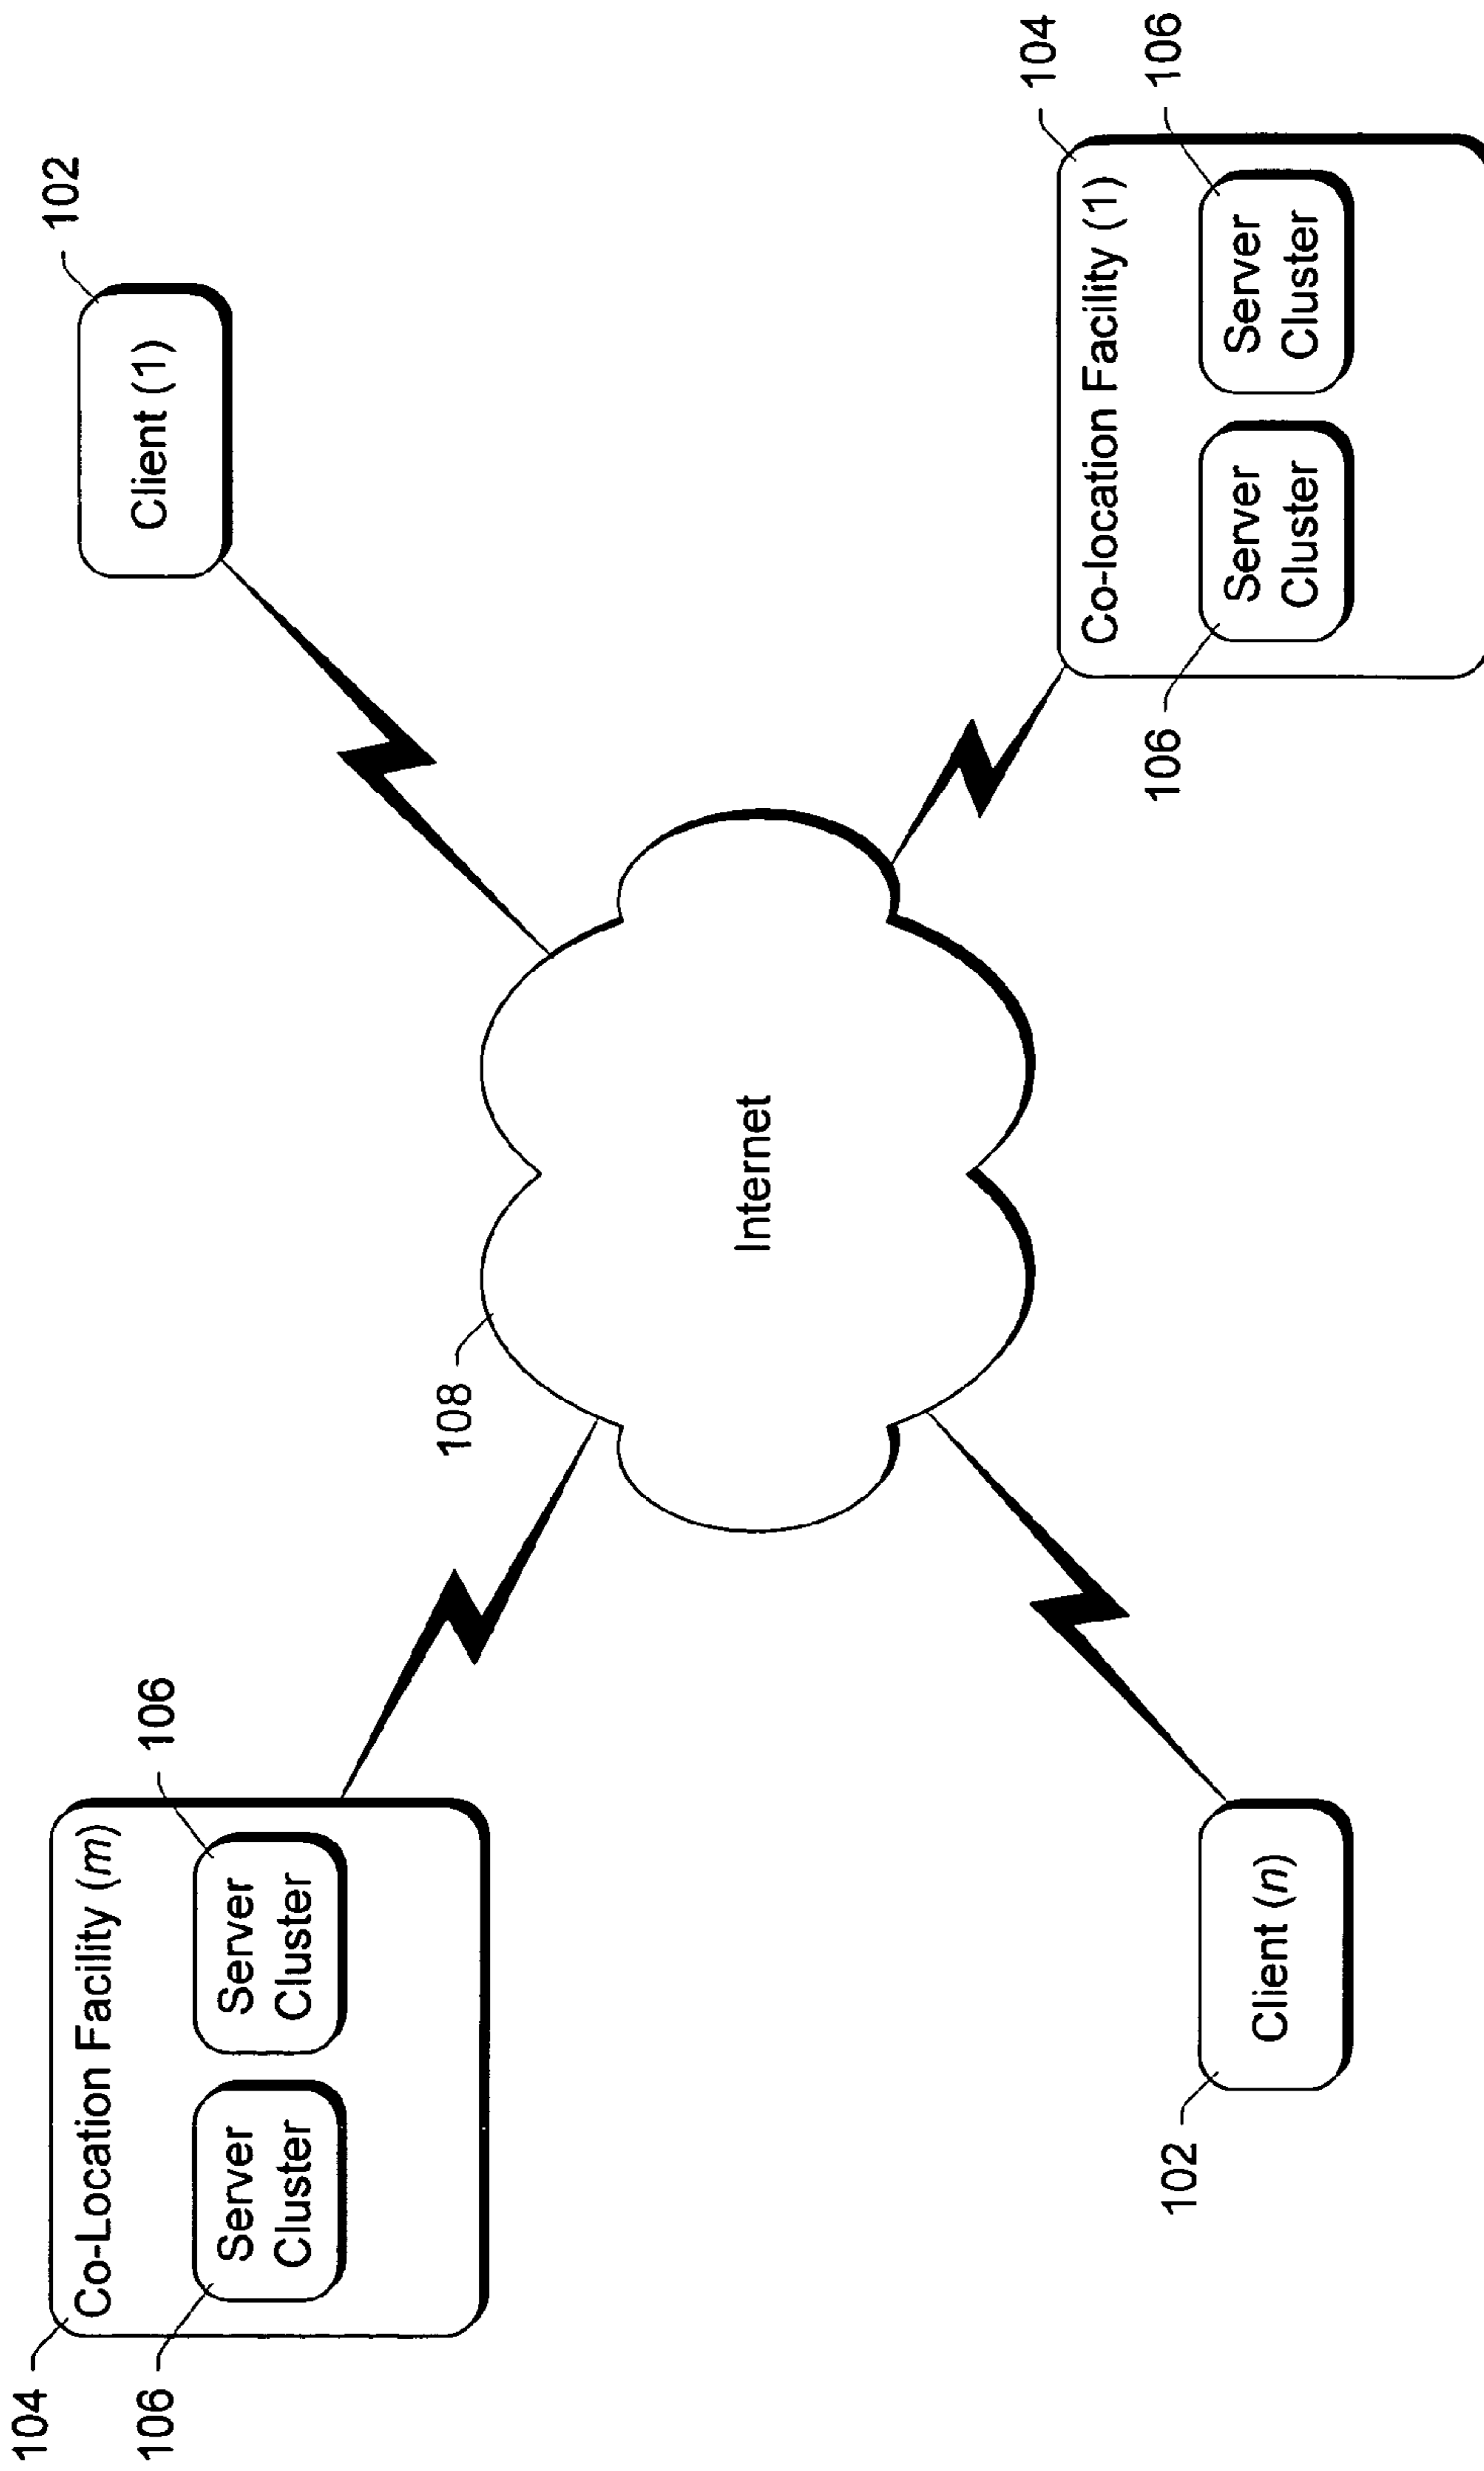 104
Co-Location Facility (m)
106
106
Server
Cluster
Server
Cluster
102
Client (1)
108
Internet
102
Client (n)
104
Co-location Facility (1)
106
106
Server
Cluster
Server
Cluster